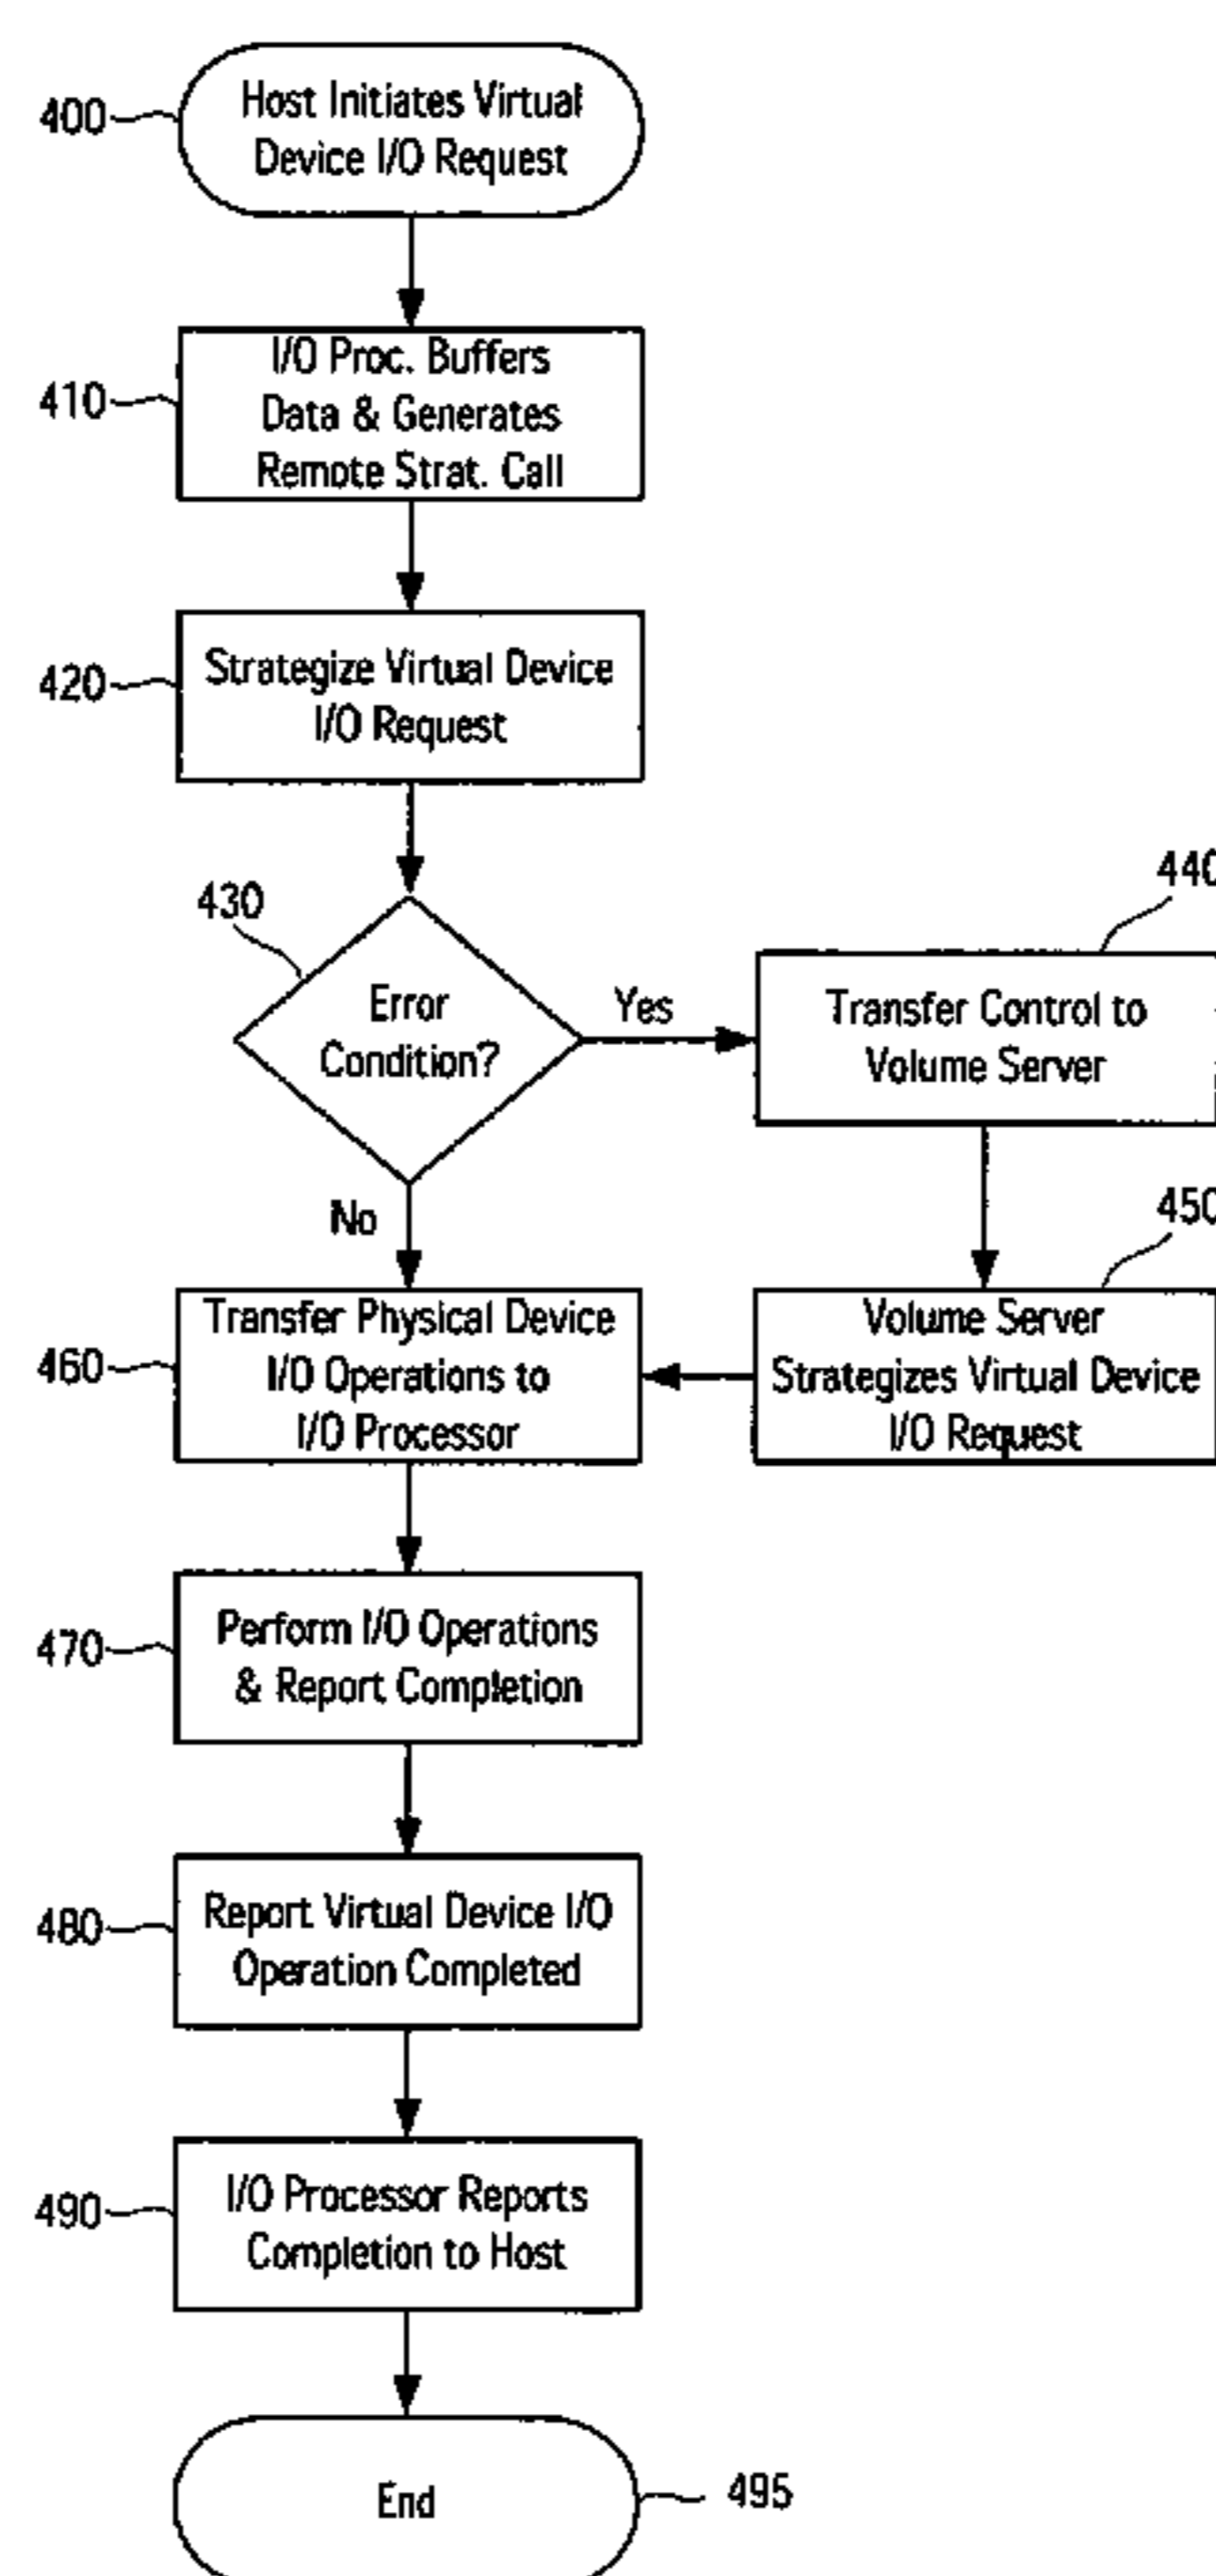 400
Host Initiates Virtual
Device I/O Request
410
I/O Proc. Buffers
Data & Generates
Remote Strat. Call
420
Strategize Virtual Device
I/O Request
430
Error
Condition?
Yes
440
Transfer Control to
Volume Server
No
450
Volume Server
Strategizes Virtual Device
I/O Request
460
Transfer Physical Device
I/O Operations to
I/O Processor
470
Perform I/O Operations
& Report Completion
480
Report Virtual Device I/O
Operation Completed
490
I/O Processor Reports
Completion to Host
End
495